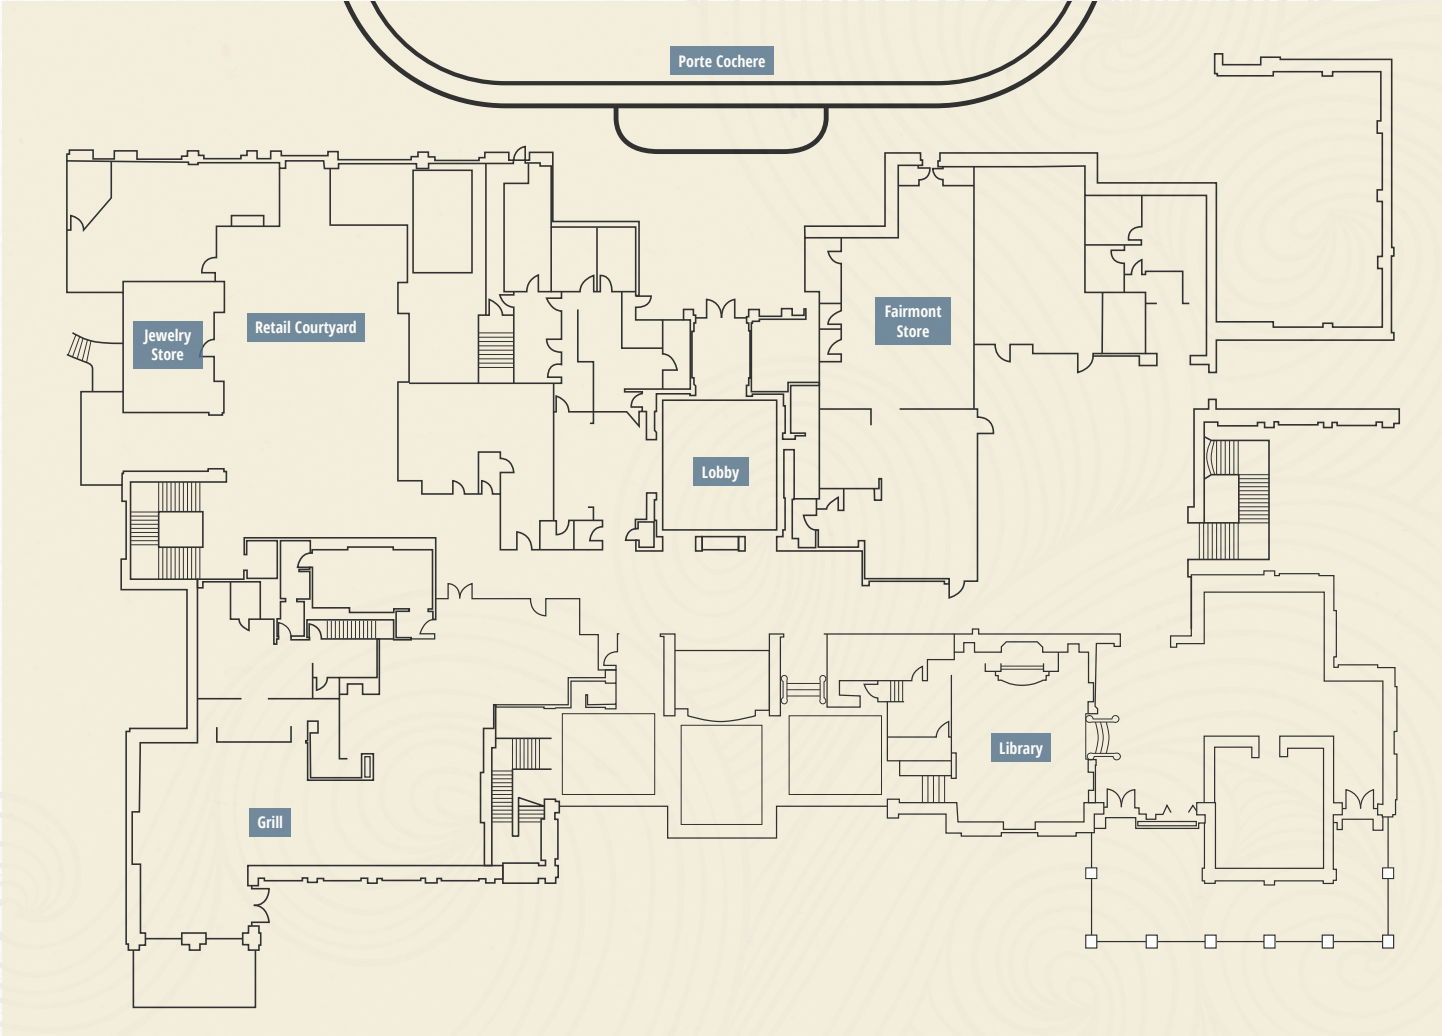 Porte Cochere
Fairmont
Store
Jewelry
Store
Retail Courtyard
Lobby
Library
Grill